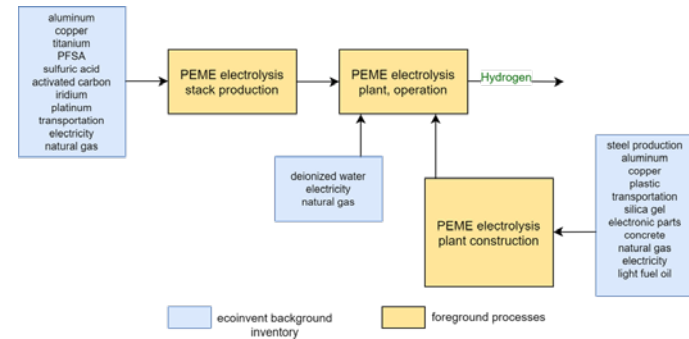 aluminum
copper
titanium
PFSA
sulfuric acid
activated carbon
iridium
platinum
transportation
electricity
natural gas
PEME electrolysis
stack production
PEME electrolysis
plant, operation
Hydrogen
deionized water
electricity
natural gas
PEME electrolysis
plant construction
steel production
aluminum
copper
plastic
transportation
silica gel
electronic parts
concrete
natural gas
electricity
light fuel oil
ecoinvent background
inventory
foreground processes